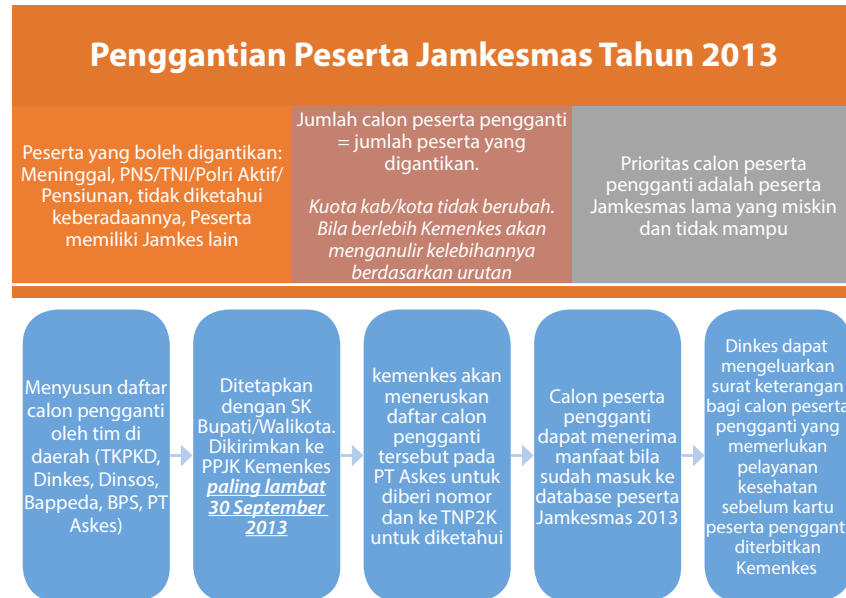 Penggantian Peserta Jamkesmas Tahun 2013
Peserta yang boleh digantikan:
Meninggal, PNS/TNI/Polri Aktif/
Pensiunan, tidak diketahui
keberadaannya, Peserta
memiliki Jamkes lain
Jumlah calon peserta pengganti
= jumlah peserta yang
digantikan.
Kuota kab/kota tidak berubah.
Bila berlebih Kemenkes akan
menganulir kelebihannya
berdasarkan urutan
Prioritas calon peserta
pengganti adalah peserta
Jamkesmas lama yang miskin
dan tidak mampu
Menyusun daftar
calon pengganti
oleh tim di
daerah (TKPKD,
Dinkes, Dinsos,
Bappeda, BPS, PT
Askes)
Ditetapkan
dengan SK
Bupati/Walikota.
Dikirimkan ke
PPJK Kemenkes
paling lambat
30 September
2013
kemenkes akan
meneruskan
daftar calon
pengganti
tersebut pada
PT Askes untuk
diberi nomor
dan ke TNP2K
untuk diketahui
Calon peserta
pengganti
dapat menerima
manfaat bila
sudah masuk ke
database peserta
Jamkesmas 2013
Dinkes dapat
mengeluarkan
surat keterangan
bagi calon peserta
pengganti yang
memerlukan
pelayanan
kesehatan
sebelum kartu
peserta pengganti
diterbitkan
Kemenkes